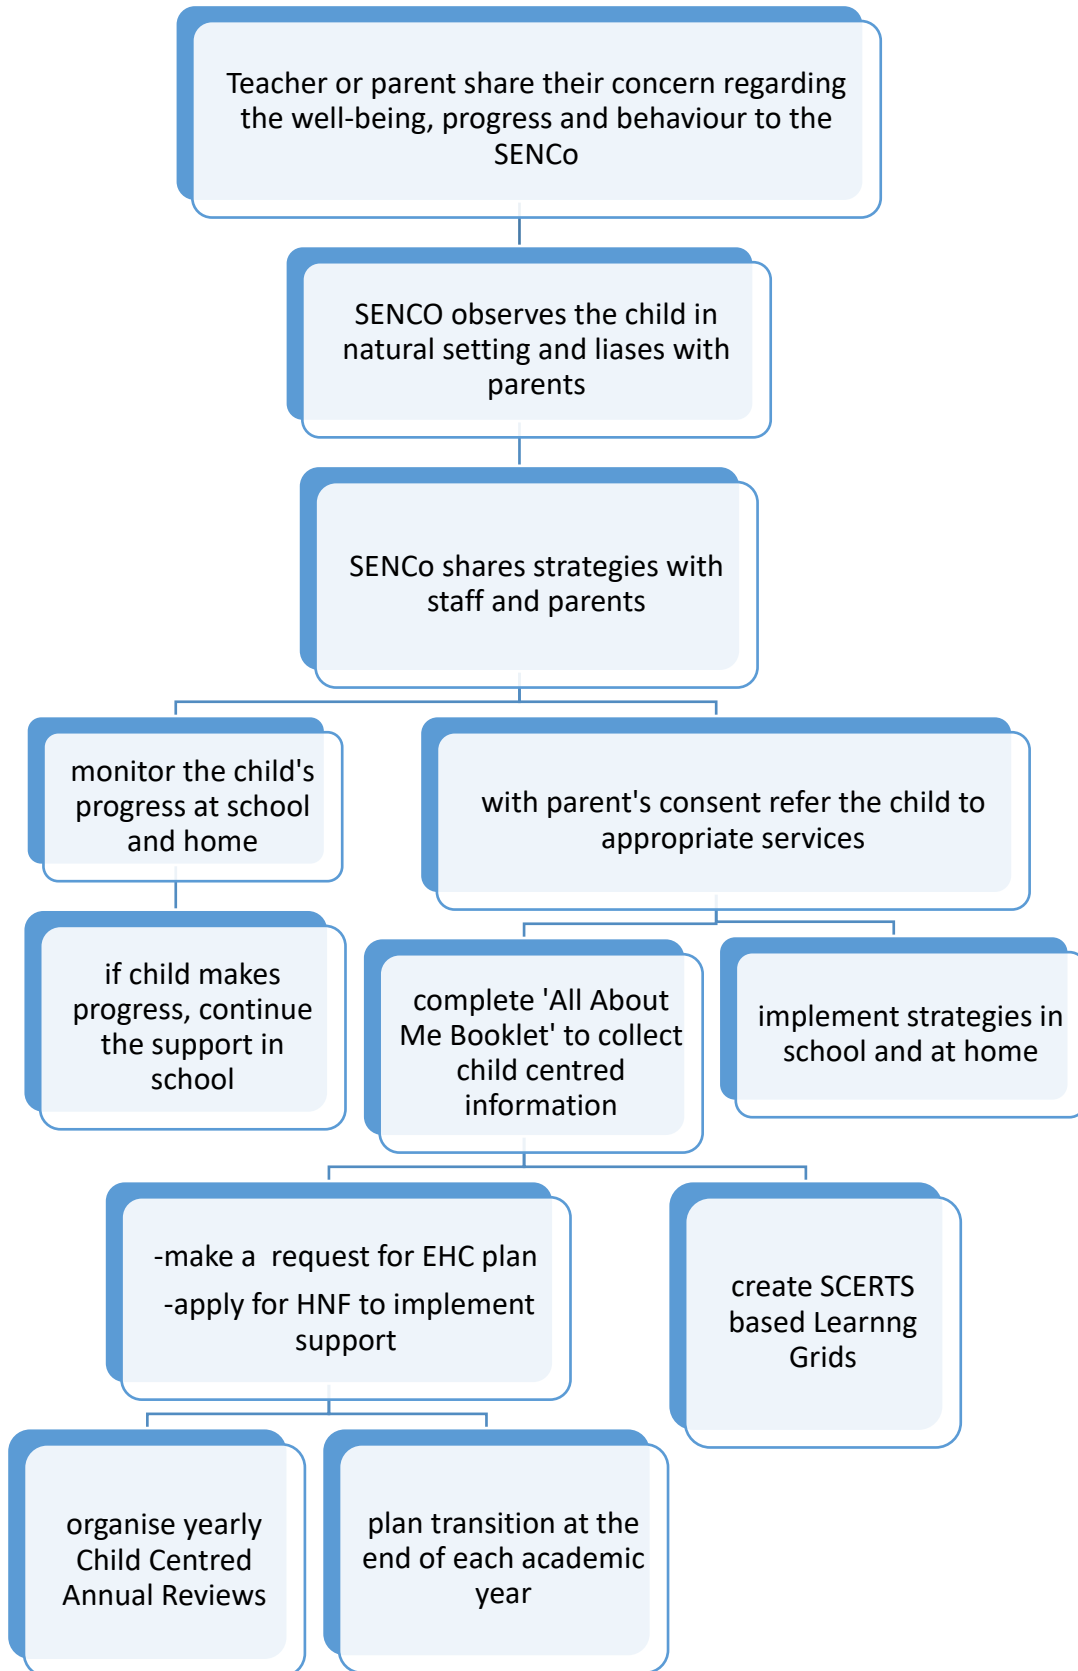 Teacher or parent share their concern regarding
the well-being, progress and behaviour to the
SENCo
SENCO observes the child in
natural setting and liases with
parents
SENCo shares strategies with
staff and parents
monitor the child's
progress at school
and home
with parent's consent refer the child to
appropriate services
if child makes
progress, continue
the support in
school
complete 'All About
Me Booklet' to collect
child centred
information
implement strategies in
school and at home
-make a  request for EHC plan
-apply for HNF to implement
support
create SCERTS
based Learnng
Grids
organise yearly
Child Centred
Annual Reviews
plan transition at the
end of each academic
year